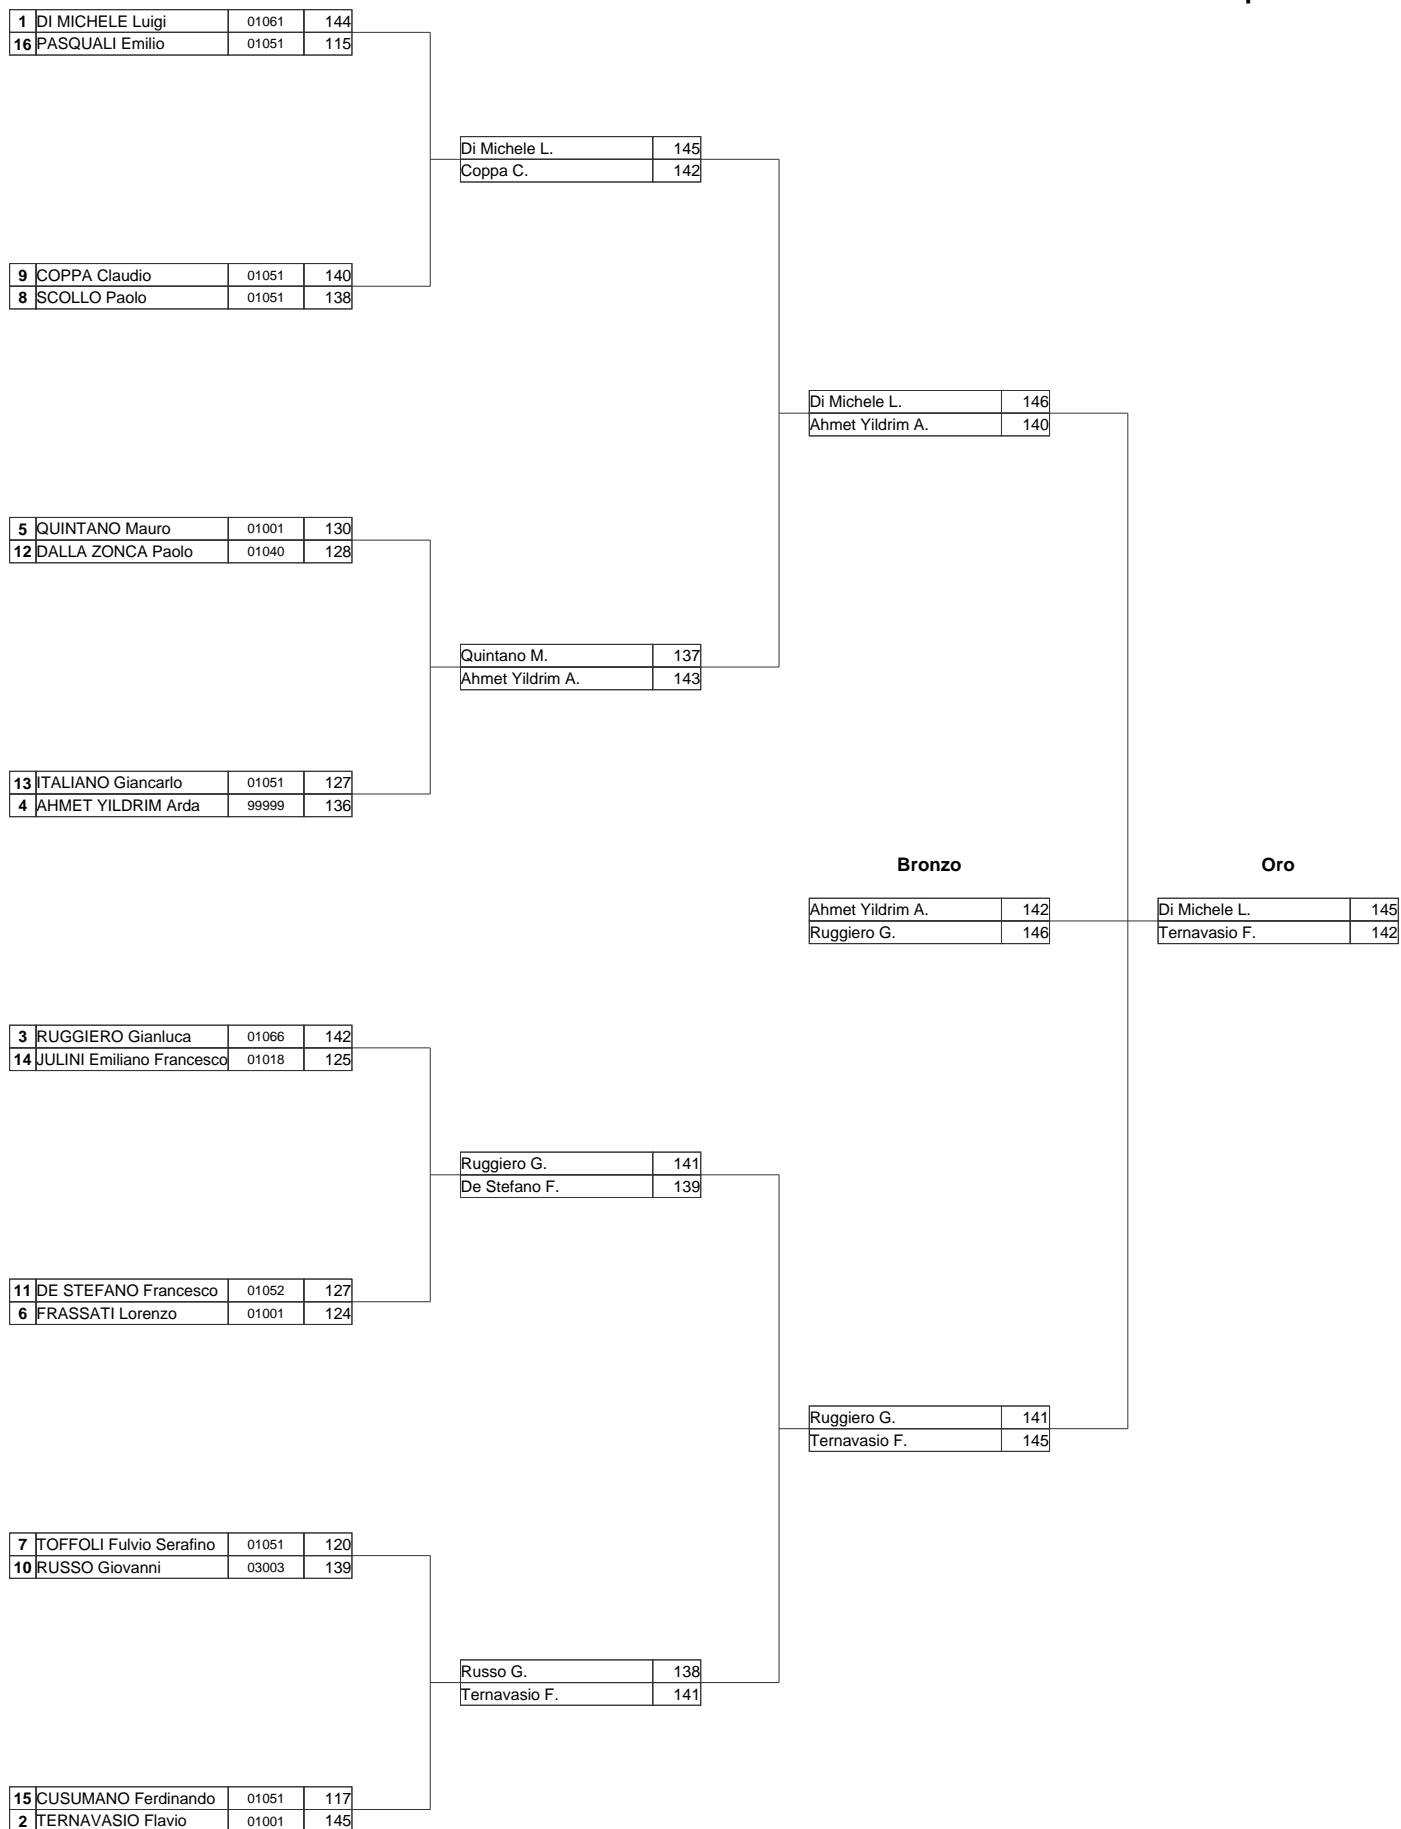 1 DI MICHELE Luigi 01061 144
16 PASQUALI Emilio 01051 115
Di Michele L. 145
Coppa C. 142
9 COPPA Claudio 01051 140
8 SCOLLO Paolo 01051 138
Di Michele L. 146
Ahmet Yildrim A. 140
5 QUINTANO Mauro 01001 130
12 DALLA ZONCA Paolo 01040 128
Quintano M. 137
Ahmet Yildrim A. 143
13 ITALIANO Giancarlo 01051 127
4 AHMET YILDRIM Arda 99999 136
Bronzo Oro
Ahmet Yildrim A. 142 Di Michele L. 145
Ruggiero G. 146 Ternavasio F. 142
3 RUGGIERO Gianluca 01066 142
14 JULINI Emiliano Francesco 01018 125
Ruggiero G. 141
De Stefano F. 139
11 DE STEFANO Francesco 01052 127
6 FRASSATI Lorenzo 01001 124
Ruggiero G. 141
Ternavasio F. 145
7 TOFFOLI Fulvio Serafino 01051 120
10 RUSSO Giovanni 03003 139
Russo G. 138
Ternavasio F. 141
15 CUSUMANO Ferdinando 01051 117
2 TERNAVASIO Flavio 01001 145